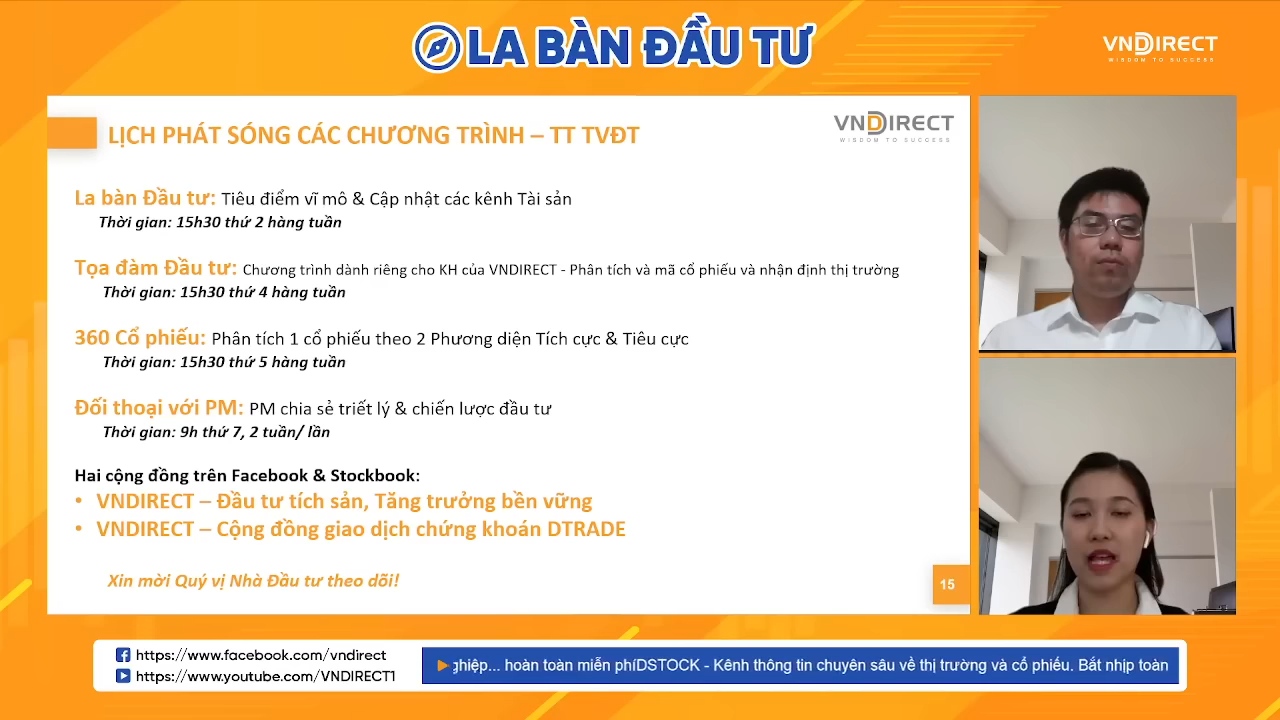 LA BÀN ĐẦU TƯ
VNDIRECT
WISDOM TO SUCCESS
LỊCH PHÁT SÓNG CÁC CHƯƠNG TRÌNH – TT TVĐT
VNDIRECT
WISDOM TO SUCCESS
La bàn Đầu tư: Tiêu điểm vĩ mô & Cập nhật các kênh Tài sản
Thời gian: 15h30 thứ 2 hàng tuần
Tọa đàm Đầu tư: Chương trình dành riêng cho KH của VNDIRECT - Phân tích và mã cổ phiếu và nhận định thị trường
Thời gian: 15h30 thứ 4 hàng tuần
360 Cổ phiếu: Phân tích 1 cổ phiếu theo 2 Phương diện Tích cực & Tiêu cực
Thời gian: 15h30 thứ 5 hàng tuần
Đối thoại với PM: PM chia sẻ triết lý & chiến lược đầu tư
Thời gian: 9h thứ 7, 2 tuần/ lần
Hai cộng đồng trên Facebook & Stockbook:
• VNDIRECT – Đầu tư tích sản, Tăng trưởng bền vững
• VNDIRECT – Cộng đồng giao dịch chứng khoán DTRADE
Xin mời Quý vị Nhà Đầu tư theo dõi!
15
https://www.facebook.com/vndirect
https://www.youtube.com/VNDIRECT1
ghiệp... hoàn toàn miễn phíDSTOCK - Kênh thông tin chuyên sâu về thị trường và cổ phiếu. Bắt nhịp toàn